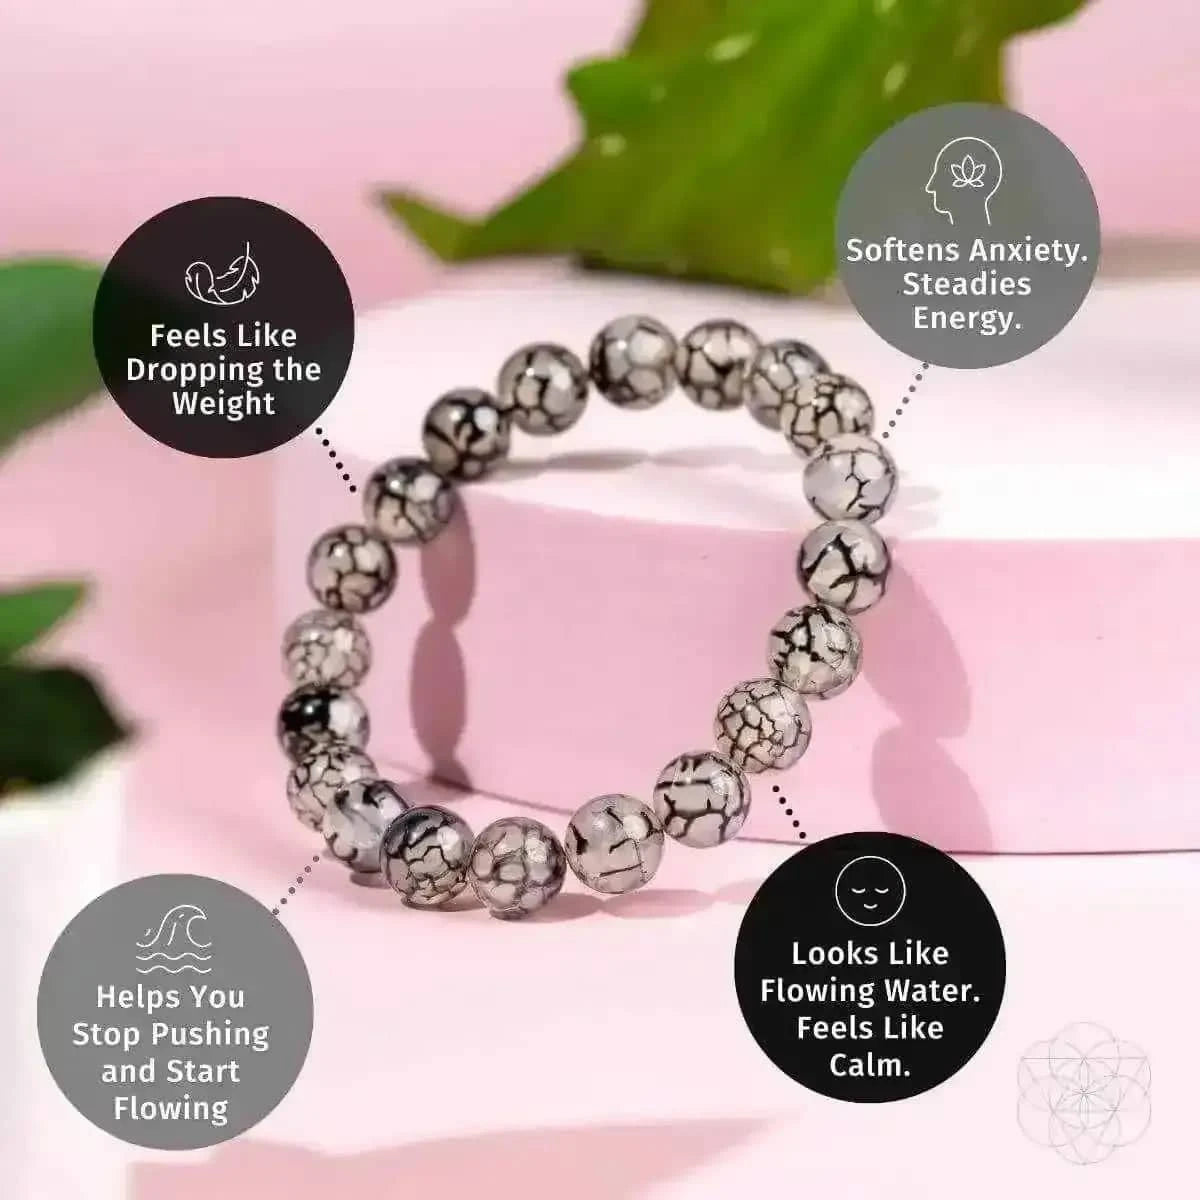 Softens Anxiety.
Steadies
Energy.
Feels Like
Dropping the
Weight
Looks Like
Flowing Water.
Feels Like
Calm.
Helps You
Stop Pushing
and Start
Flowing